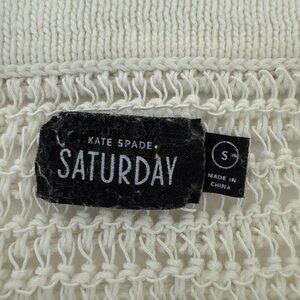 KATE SPADE
SATURDAY
S
MADE IN
CHINA